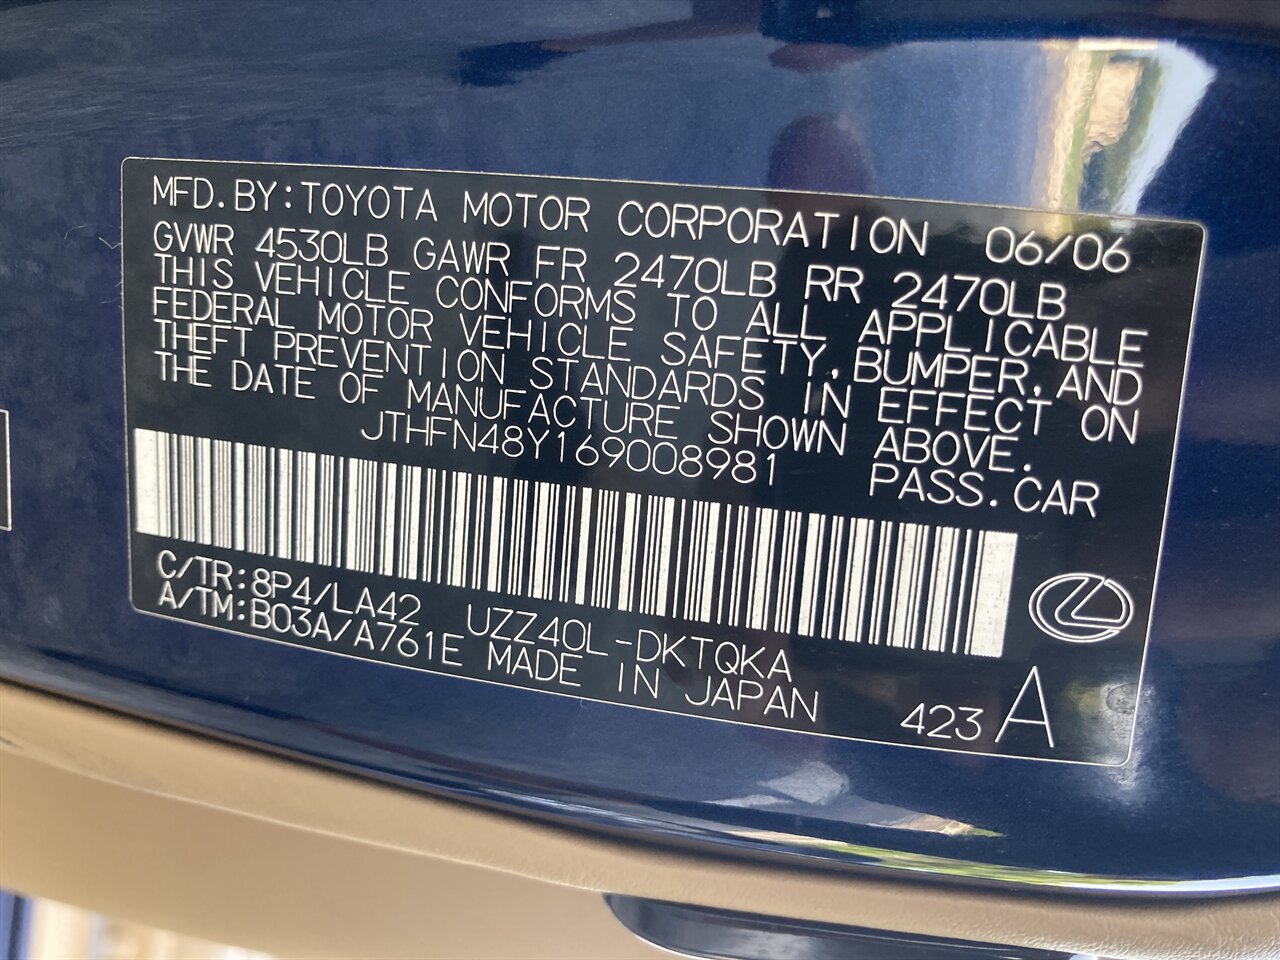 MFD.BY:TOYOTA MOTOR CORPORATION 06/06
GVWR 4530LB GAWR FR 2470LB RR 2470LB
THIS VEHICLE CONFORMS TO ALL APPLICABLE
FEDERAL MOTOR VEHICLE SAFETY,BUMPER,AND
THEFT PREVENTION STANDARDS IN EFFECT ON
THE DATE OF MANUFACTURE SHOWN ABOVE.
JTHFN48Y169008981 PASS.CAR
C/TR:8P4/LA42 UZZ40L-DKTQKA
A/TM:B03A/A761E MADE IN JAPAN 423 A